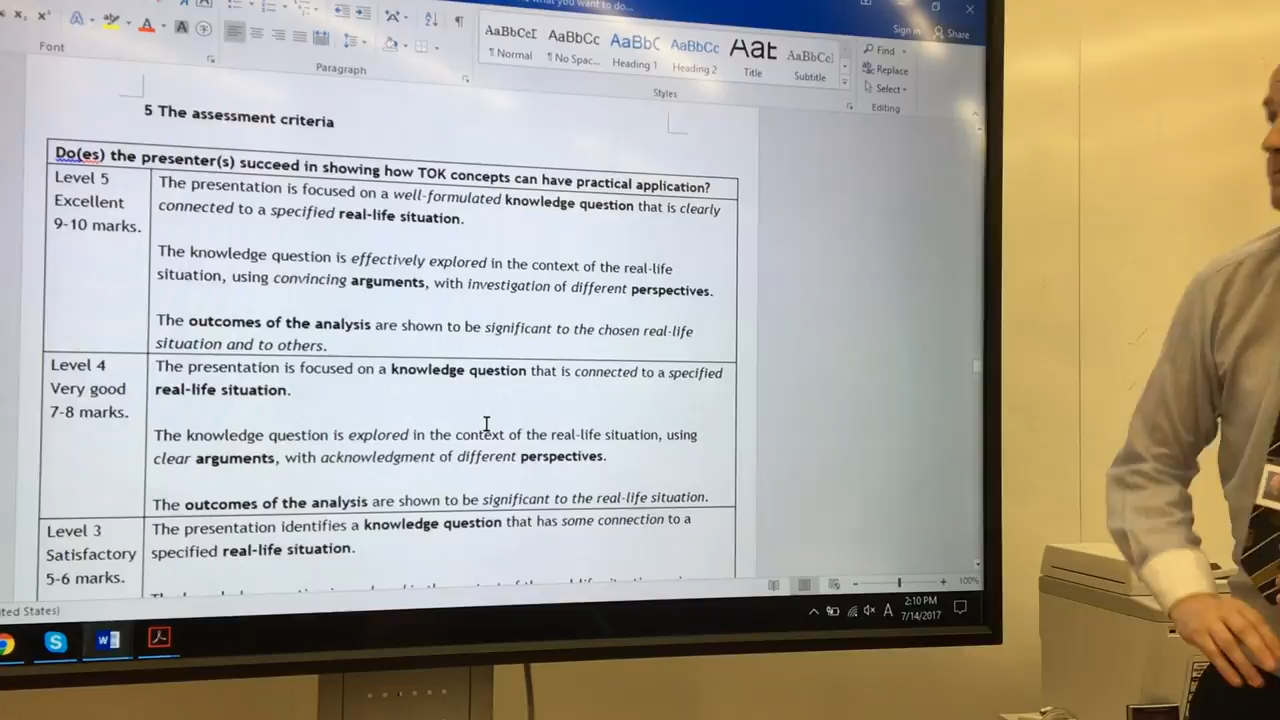 what you want to do...
Sign in
Share
Font
Paragraph
AaBbCcI
¶ Normal
AaBbCc
¶ No Spac...
AaBbC
Heading 1
AaBbCc
Heading 2
Title
AaBbCcI
Subtitle
Styles
Find
Replace
Select
Editing
5 The assessment criteria
Do(es) the presenter(s) succeed in showing how TOK concepts can have practical application?
Level 5
Excellent
9-10 marks.
The presentation is focused on a well-formulated knowledge question that is clearly
connected to a specified real-life situation.
The knowledge question is effectively explored in the context of the real-life
situation, using convincing arguments, with investigation of different perspectives.
The outcomes of the analysis are shown to be significant to the chosen real-life
situation and to others.
Level 4
Very good
7-8 marks.
The presentation is focused on a knowledge question that is connected to a specified
real-life situation.
The knowledge question is explored in the context of the real-life situation, using
clear arguments, with acknowledgment of different perspectives.
The outcomes of the analysis are shown to be significant to the real-life situation.
Level 3
Satisfactory
5-6 marks.
The presentation identifies a knowledge question that has some connection to a
specified real-life situation.
100%
ted States)
A
2:10 PM
7/14/2017